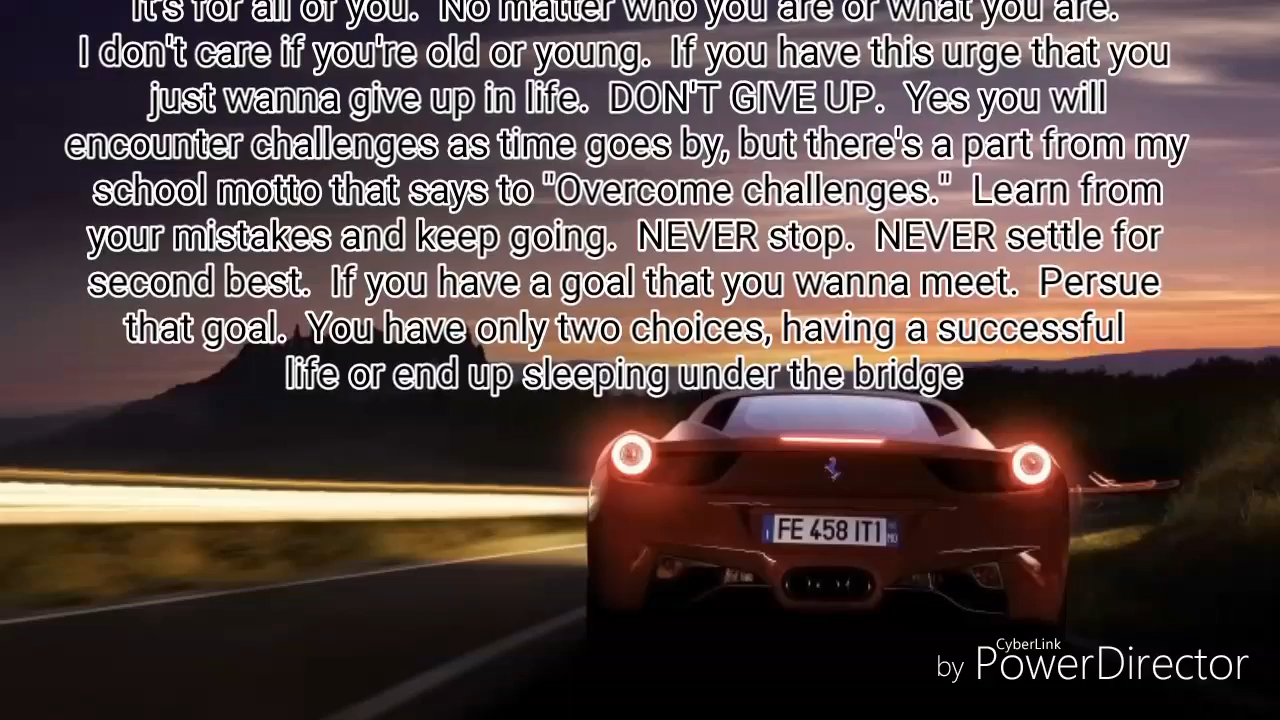 It's for all of you.  No matter who you are or what you are.
I don't care if you're old or young.  If you have this urge that you
just wanna give up in life.  DON'T GIVE UP.  Yes you will
encounter challenges as time goes by, but there's a part from my
school motto that says to "Overcome challenges."  Learn from
your mistakes and keep going.  NEVER stop.  NEVER settle for
second best.  If you have a goal that you wanna meet.  Persue
that goal.  You have only two choices, having a successful
life or end up sleeping under the bridge
FE 458 IT1
CyberLink
by PowerDirector